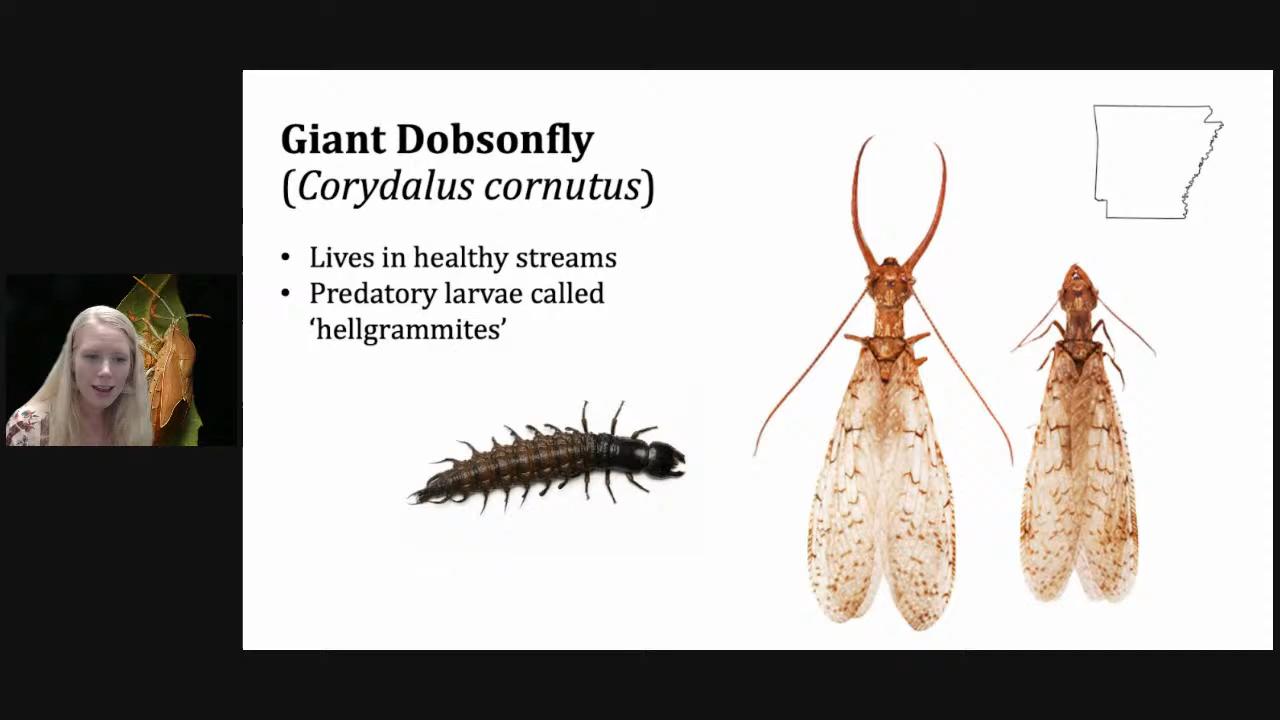 Giant Dobsonfly
(Corydalus cornutus)
• Lives in healthy streams
• Predatory larvae called
‘hellgrammites’